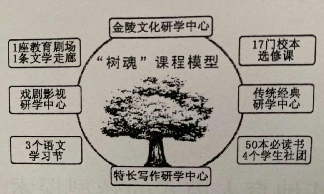 金陵文化研学中心
1座教育剧场
1条文学走廊
17门校本
选修课
“树魂”课程模型
戏剧影视
研学中心
传统经典
研学中心
3个语文
学习节
50本必读书
4个学生社团
特长写作研学中心